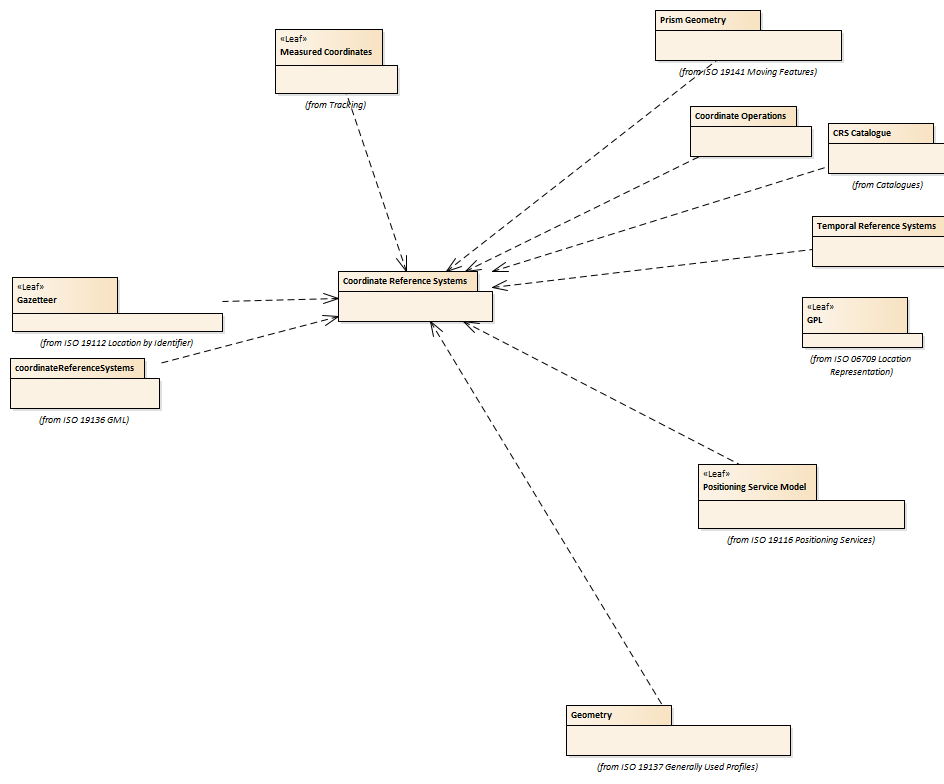 Prism Geometry
(from ISO 19141 Moving Features)
«Leaf»
Measured Coordinates
(from Tracking)
Coordinate Operations
CRS Catalogue
(from Catalogues)
Temporal Reference Systems
Coordinate Reference Systems
«Leaf»
Gazetteer
(from ISO 19112 Location by Identifier)
«Leaf»
GPL
(from ISO 06709 Location
Representation)
coordinateReferenceSystems
(from ISO 19136 GML)
«Leaf»
Positioning Service Model
(from ISO 19116 Positioning Services)
Geometry
(from ISO 19137 Generally Used Profiles)